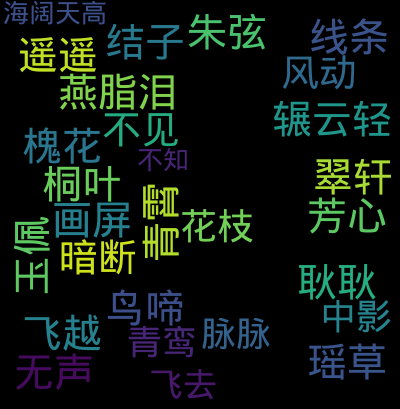 海阔天高
朱弦
线条
结子
遥遥
风动
燕脂泪
辗云轻
不见
槐花
不知
翠轩
桐叶
青霄
芳心
画屏
花枝
玉佩
暗断
耿耿
鸟啼
中影
飞越
青鸾
脉脉
瑶草
无声
飞去